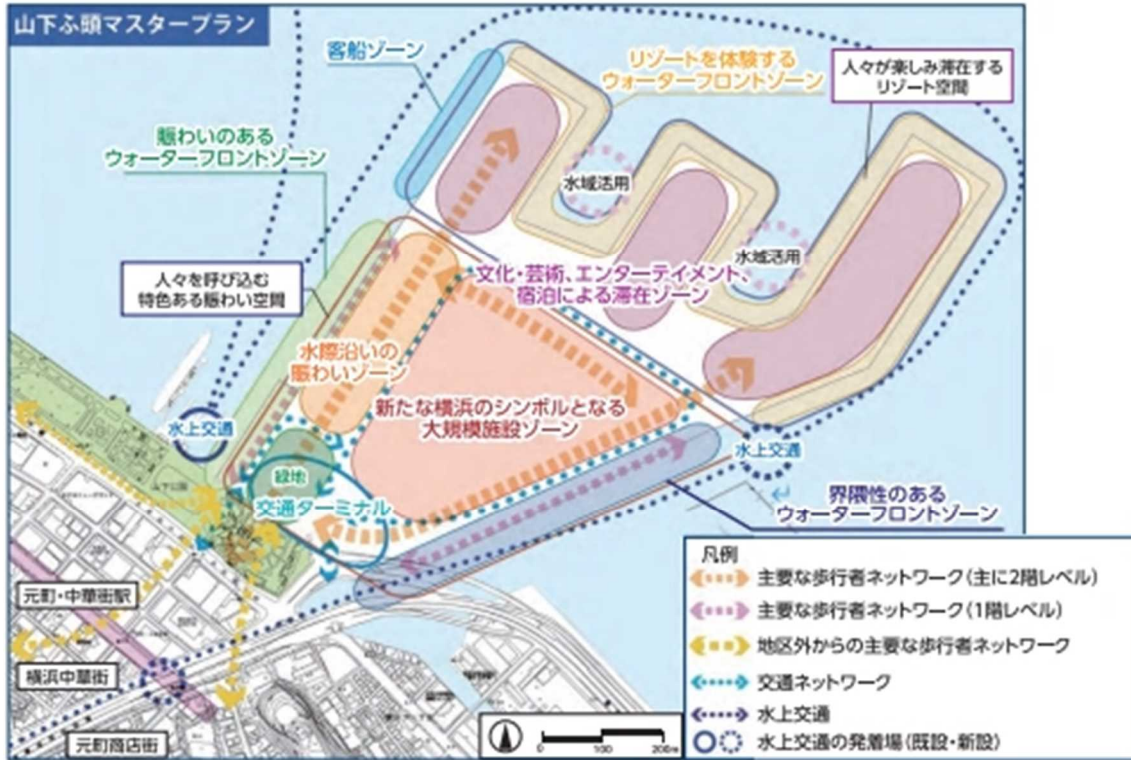 山下ふ頭マスタープラン
客船ゾーン
リゾートを体験する
ウォーターフロントゾーン
人々が楽しみ滞在する
リゾート空間
賑わいのある
ウォーターフロントゾーン
水域活用
水域活用
人々を呼び込む
特色ある賑わい空間
文化・芸術、エンターテイメント、
宿泊による滞在ゾーン
水際沿いの
賑わいゾーン
新たな横浜のシンボルとなる
大規模施設ゾーン
水上交通
水上交通
緑地
山下公園
交通ターミナル
界隈性のある
ウォーターフロントゾーン
元町・中華街駅
横浜中華街
元町商店街
0 100 200m
凡例
主要な歩行者ネットワーク(主に2階レベル)
主要な歩行者ネットワーク(1階レベル)
地区外からの主要な歩行者ネットワーク
交通ネットワーク
水上交通
水上交通の発着場(既設・新設)